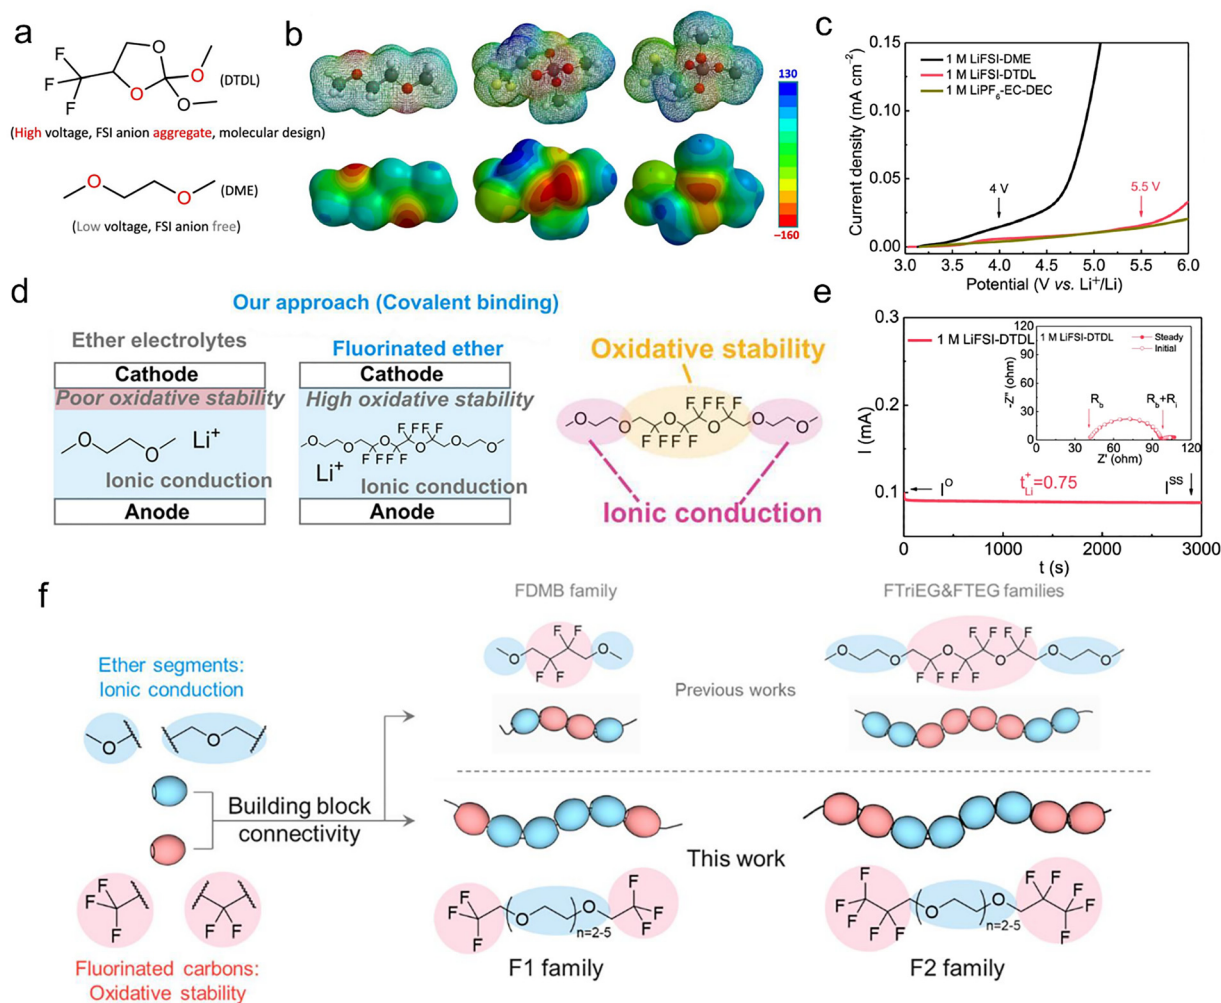 a
F
F
F
O
O
O
O
(DTDL)
(High voltage, FSI anion aggregate, molecular design)
O
O
(DME)
(Low voltage, FSI anion free)
b
130
−160
c
0.15
0.10
0.05
0.00
Current density (mA cm⁻²)
1 M LiFSI-DME
1 M LiFSI-DTDL
1 M LiPF₆-EC-DEC
4 V
5.5 V
3.0 4.0 4.5 5.0 5.5 6.0
Potential (V vs. Li⁺/Li)
d
Our approach (Covalent binding)
Ether electrolytes
Cathode
Poor oxidative stability
O
O
Li⁺
Ionic conduction
Anode
Fluorinated ether
Cathode
High oxidative stability
O O F F O F F F F O O
F F F F
Li⁺
Ionic conduction
Anode
Oxidative stability
O O F F O F F F F O O
F F F F
Ionic conduction
e
0.3
0.2
0.1
I (mA)
1 M LiFSI-DTDL
120
90
60
30
0
-Z" (ohm)
1 M LiFSI-DTDL
Steady
Initial
R_b
R_b+R_i
0 30 60 90 120
Z' (ohm)
I⁰
t⁺_Li=0.75
I^SS
0 1000 2000 3000
t (s)
f
FDMB family
FTriEG&FTEG families
Ether segments:
Ionic conduction
O
O
Previous works
O F F O
F F
O O F F O F F O O
F F F F
Building block
connectivity
This work
F
F
F
F F
Fluorinated carbons:
Oxidative stability
F
F
F
O
O
O
n=2-5
F
F
F
F1 family
F
F
F
F F
O
O
O
n=2-5
F F
F
F
F
F2 family